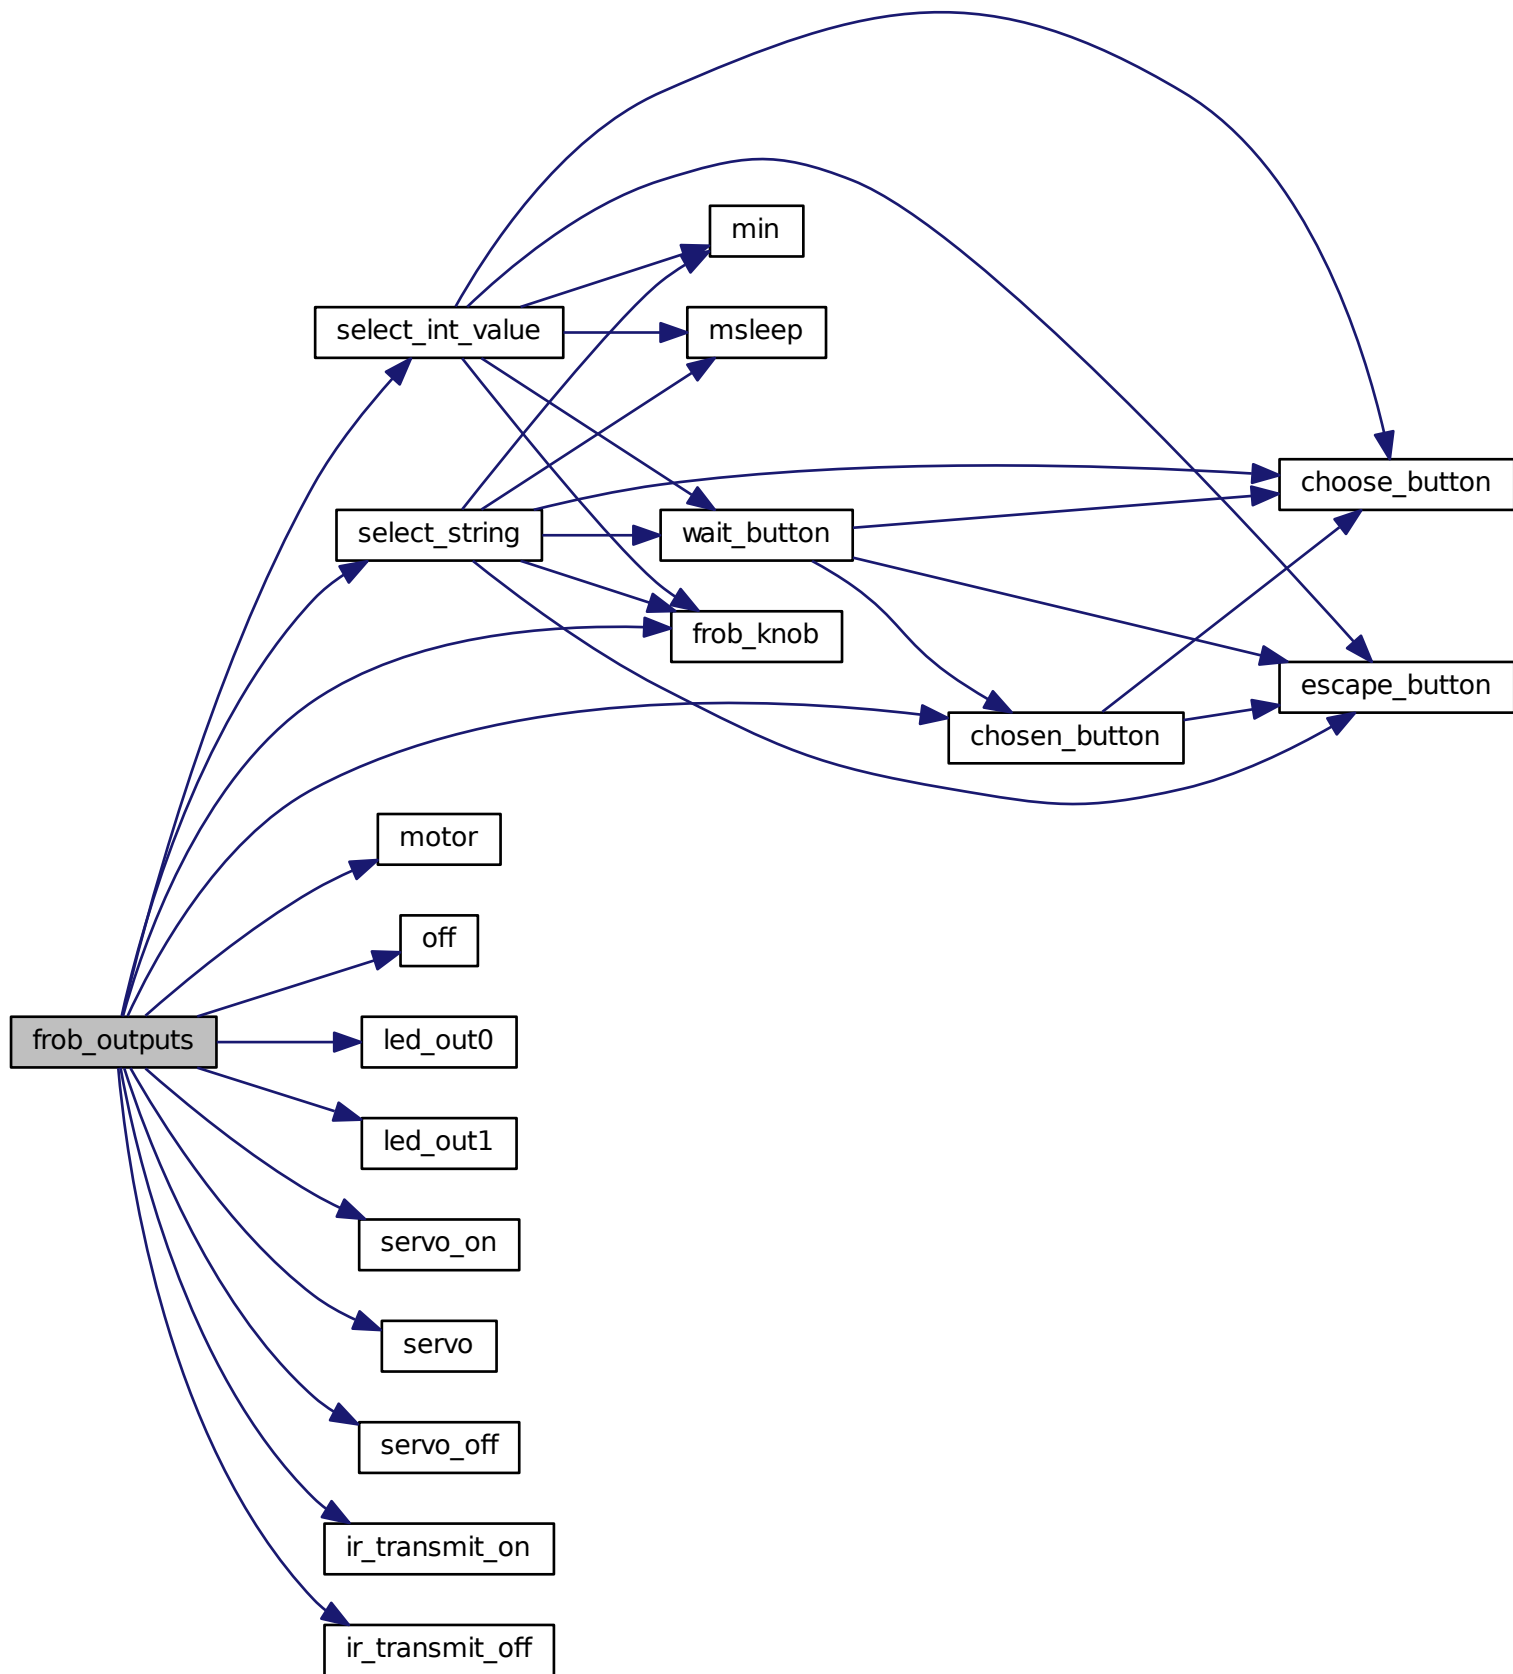 min
select_int_value
msleep
choose_button
select_string
wait_button
frob_knob
escape_button
chosen_button
motor
off
frob_outputs
led_out0
led_out1
servo_on
servo
servo_off
ir_transmit_on
ir_transmit_off